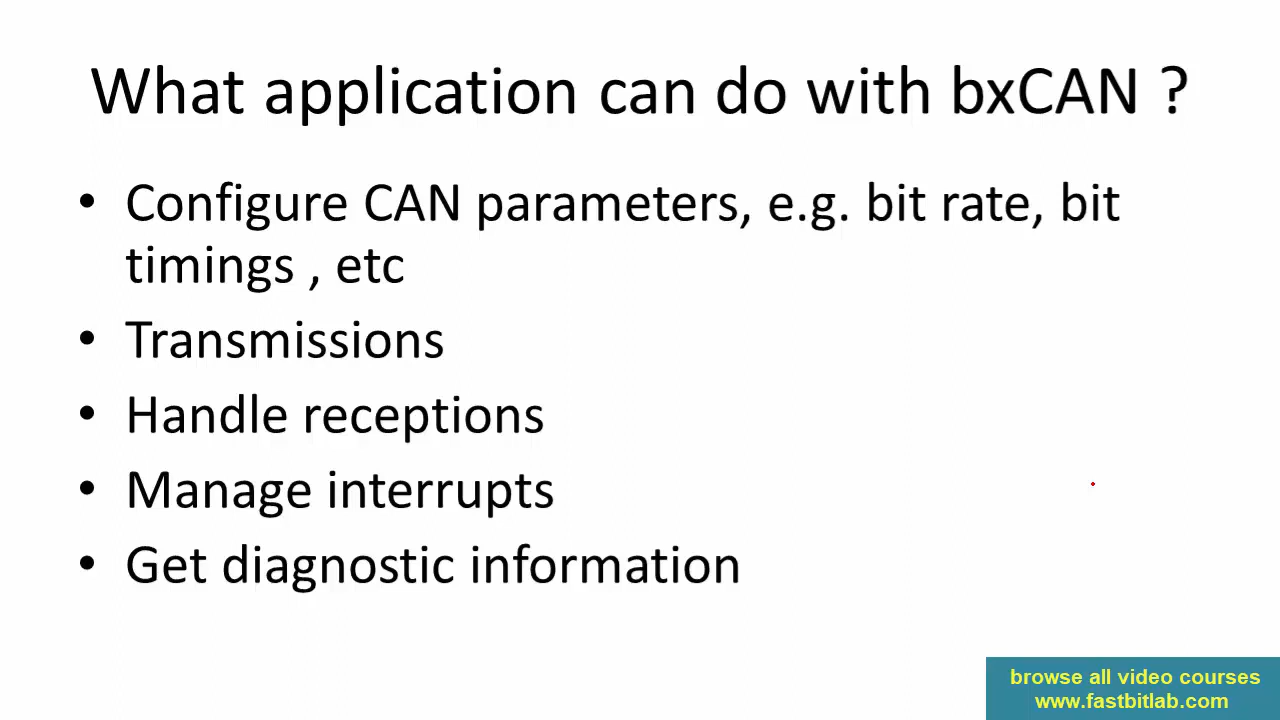 What application can do with bxCAN ?
• Configure CAN parameters, e.g. bit rate, bit
timings , etc
• Transmissions
• Handle receptions
• Manage interrupts
• Get diagnostic information
browse all video courses
www.fastbitlab.com